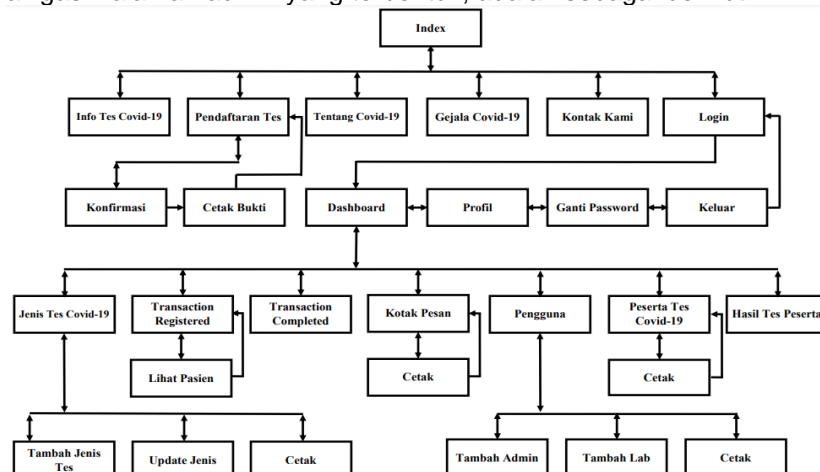 Index
Info Tes Covid-19
Pendaftaran Tes
Tentang Covid-19
Gejala Covid-19
Kontak Kami
Login
Konfirmasi
Cetak Bukti
Dashboard
Profil
Ganti Password
Keluar
Jenis Tes Covid-19
Transaction
Registered
Transaction
Completed
Kotak Pesan
Pengguna
Peserta Tes
Covid-19
Hasil Tes Peserta
Lihat Pasien
Cetak
Cetak
Tambah Jenis
Tes
Update Jenis
Cetak
Tambah Admin
Tambah Lab
Cetak